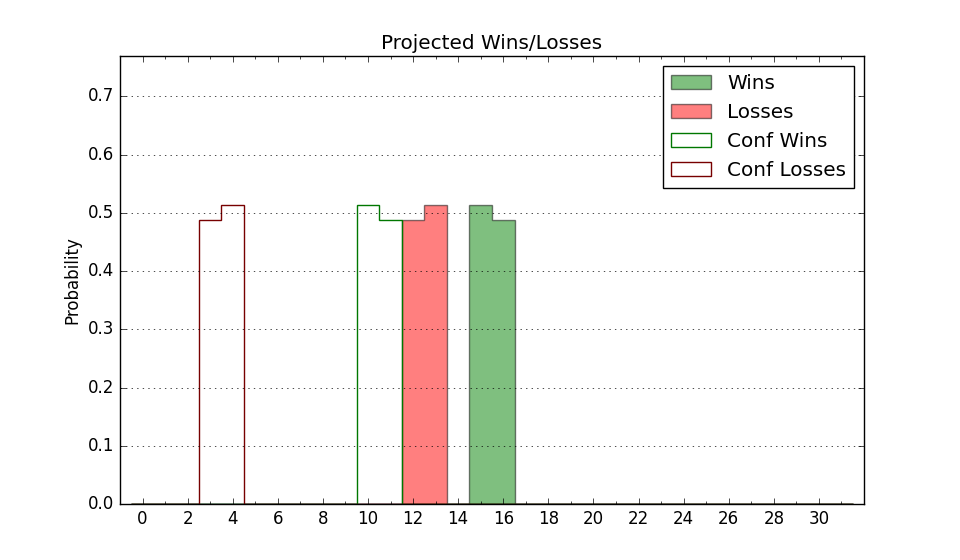 Projected Wins/Losses
Wins
Losses
Conf Wins
Conf Losses
Probability
0.7
0.6
0.5
0.4
0.3
0.2
0.1
0.0
0 2 4 6 8 10 12 14 16 18 20 22 24 26 28 30